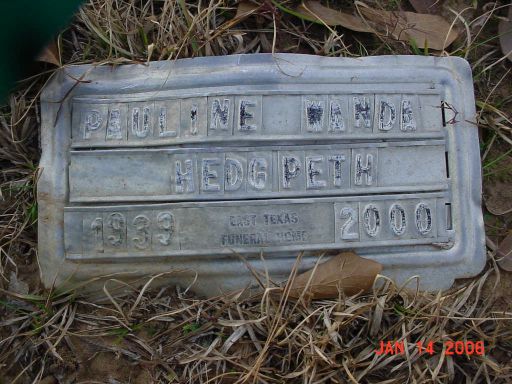 PAULINE WANDA
HEDGPETH
1933 EAST TEXAS FUNERAL HOME 2000
JAN 14 2008